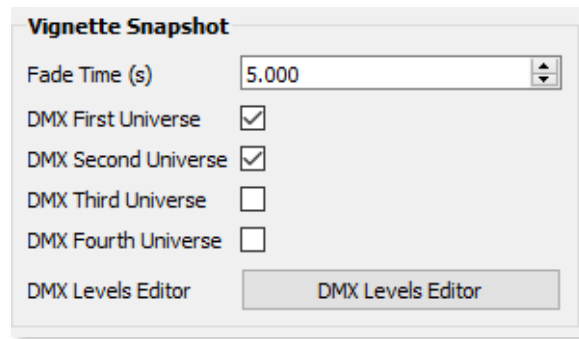 Vignette Snapshot
Fade Time (s) 5.000
DMX First Universe
DMX Second Universe
DMX Third Universe
DMX Fourth Universe
DMX Levels Editor DMX Levels Editor